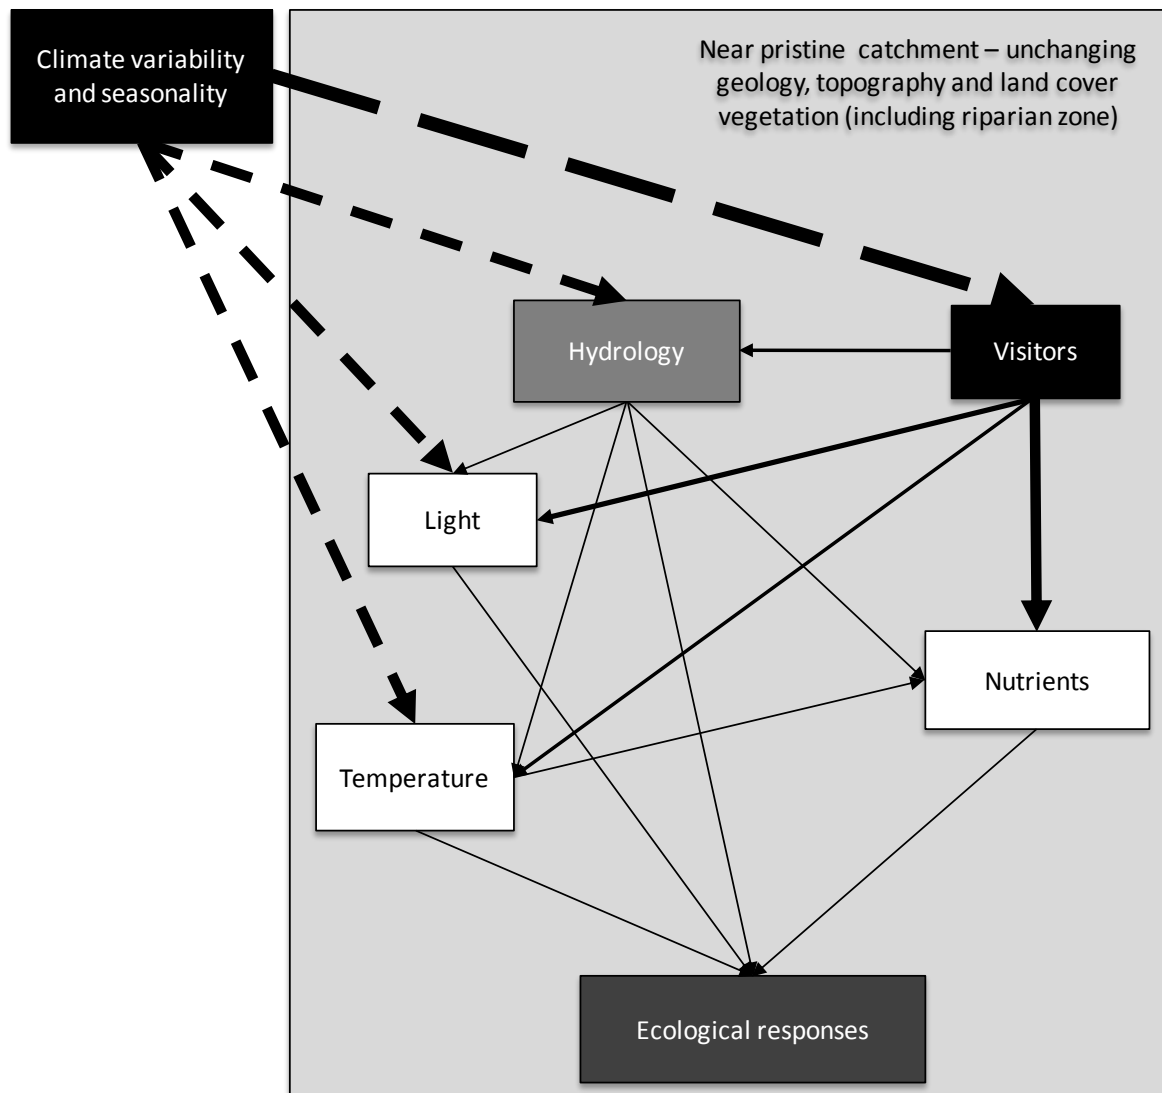 Climate variability
and seasonality
Near pristine catchment – unchanging
geology, topography and land cover
vegetation (including riparian zone)
Hydrology
Visitors
Light
Nutrients
Temperature
Ecological responses